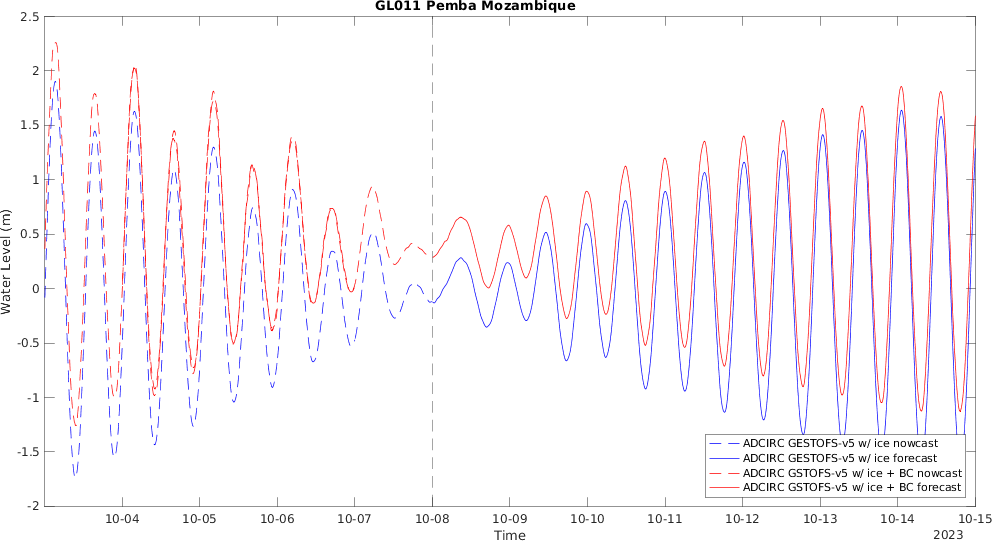 GL011 Pemba Mozambique
2.5
2
1.5
1
0.5
0
-0.5
-1
-1.5
-2
Water Level (m)
ADCIRC GESTOFS-v5 w/ ice nowcast
ADCIRC GESTOFS-v5 w/ ice forecast
ADCIRC GSTOFS-v5 w/ ice + BC nowcast
ADCIRC GSTOFS-v5 w/ ice + BC forecast
10-04 10-05 10-06 10-07 10-08 10-09 10-10 10-11 10-12 10-13 10-14 10-15
Time
2023